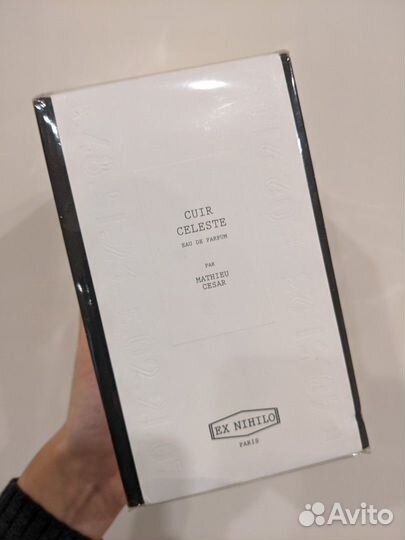 CUIR
CELESTE
EAU DE PARFUM
PAR
MATHIEU
CESAR
EX NIHILO
PARIS
Avito